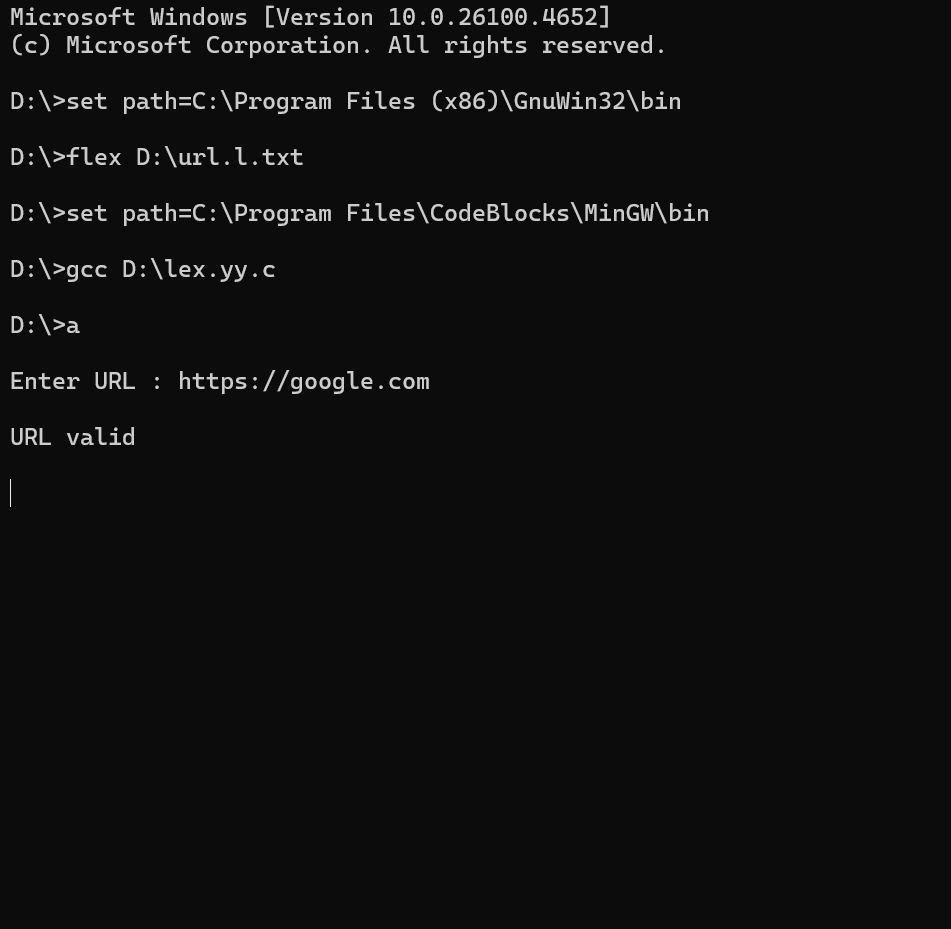 Microsoft Windows [Version 10.0.26100.4652]
(c) Microsoft Corporation. All rights reserved.
D:\>set path=C:\Program Files (x86)\GnuWin32\bin
D:\>flex D:\url.l.txt
D:\>set path=C:\Program Files\CodeBlocks\MinGW\bin
D:\>gcc D:\lex.yy.c
D:\>a
Enter URL : https://google.com
URL valid